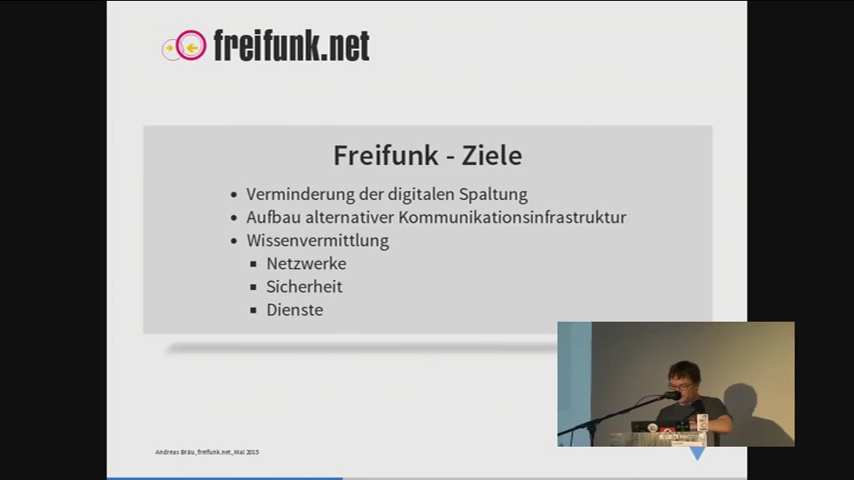 freifunk.net
Freifunk - Ziele
Verminderung der digitalen Spaltung
Aufbau alternativer Kommunikationsinfrastruktur
Wissenvermittlung
Netzwerke
Sicherheit
Dienste
Andreas Bräu, freifunk.net, Mai 2015